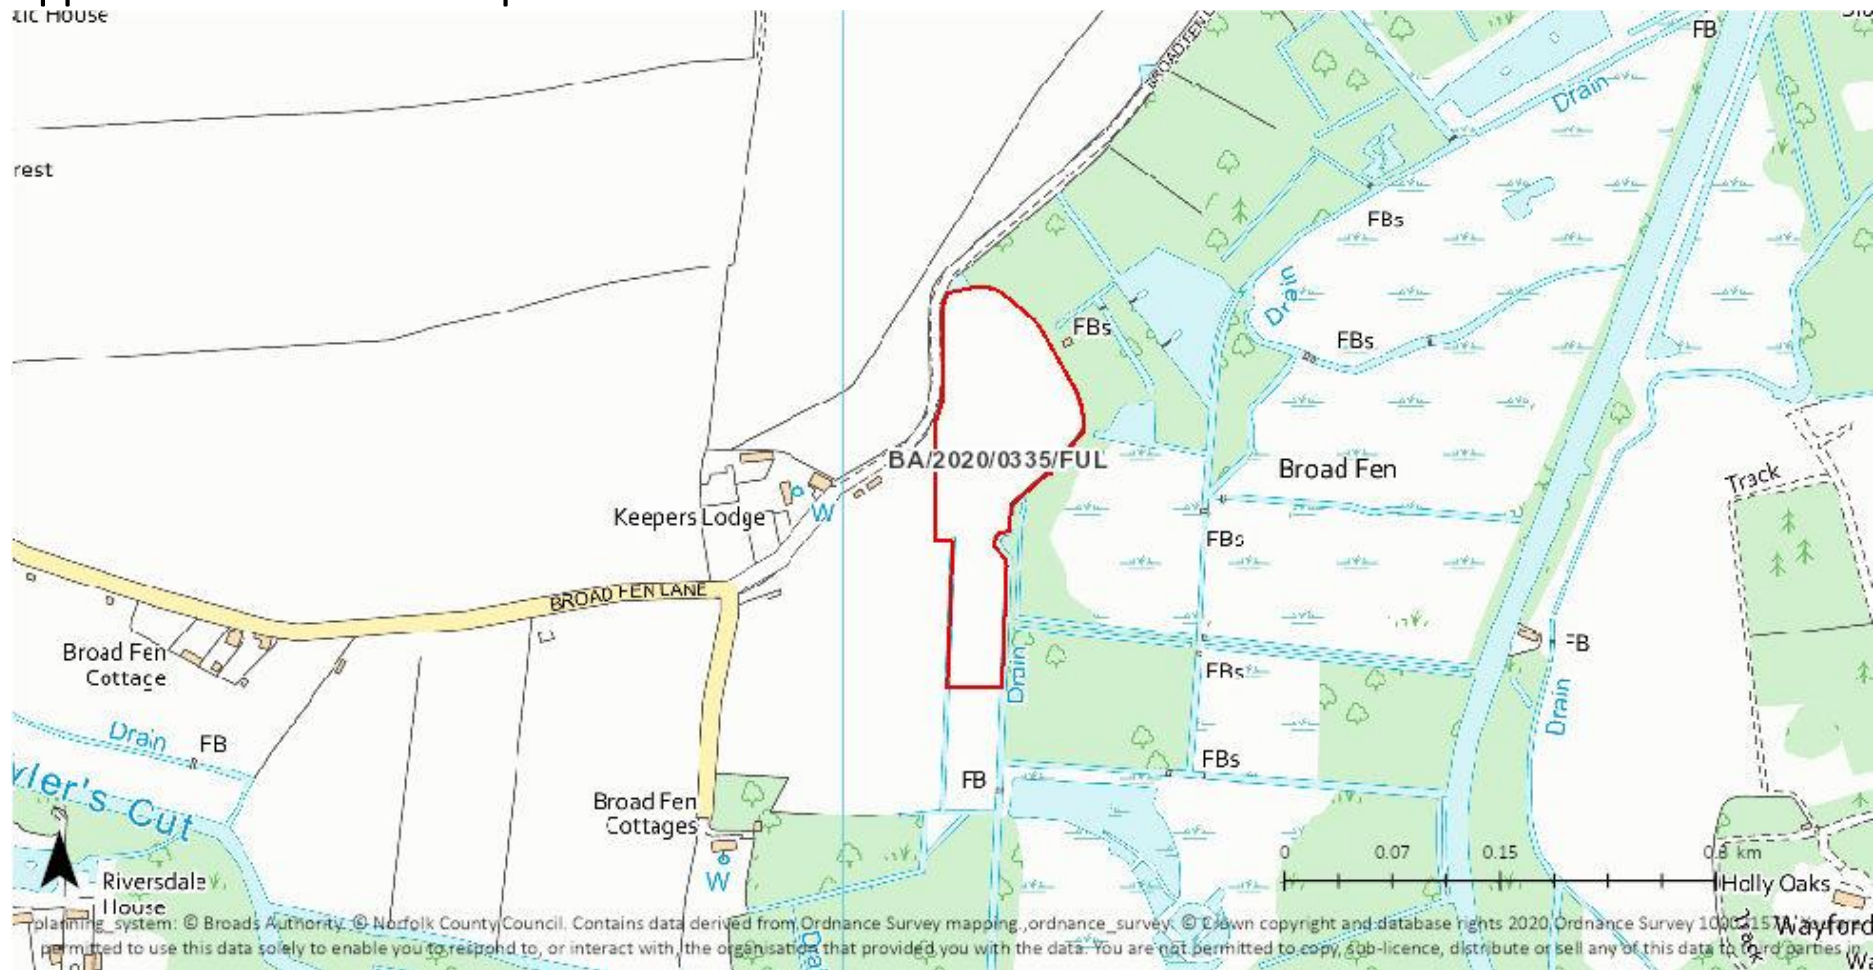 tic House
FB
BROAD FEN
Drain
rest
FBs
Drain
FBs
FBs
BA/2020/0335/FUL
Broad Fen
Track
Keepers Lodge
W
FBs
BROAD FEN LANE
FB
Broad Fen
Cottage
FBs
Drain
Drain
Drain
FB
FBs
FB
yler's Cut
Broad Fen
Cottages
0
0.07
0.15
0.3 km
W
Riversdale
House
Holly Oaks
Track
Wayford
planning_system: © Broads Authority. © Norfolk County Council. Contains data derived from Ordnance Survey mapping, ordnance_survey: © Crown copyright and database rights 2020 Ordnance Survey
permitted to use this data solely to enable you to respond to, or interact with, the organisation that provided you with the data. You are not permitted to copy, sub-licence, distribute or sell any of this data to third parties in